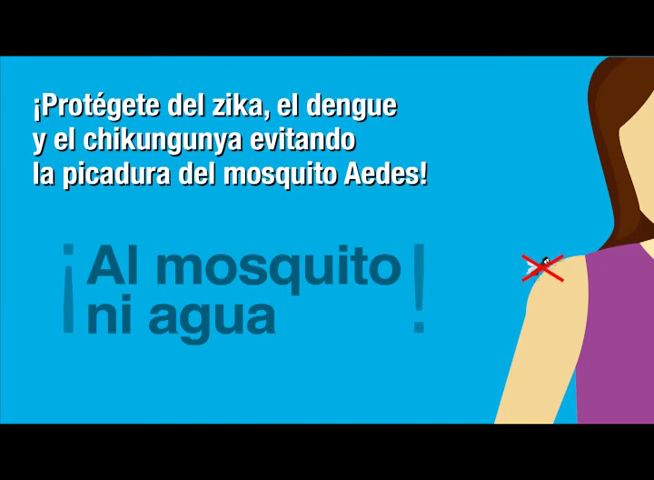 ¡Protégete del zika, el dengue
y el chikungunya evitando
la picadura del mosquito Aedes!
¡Al mosquito
ni agua!